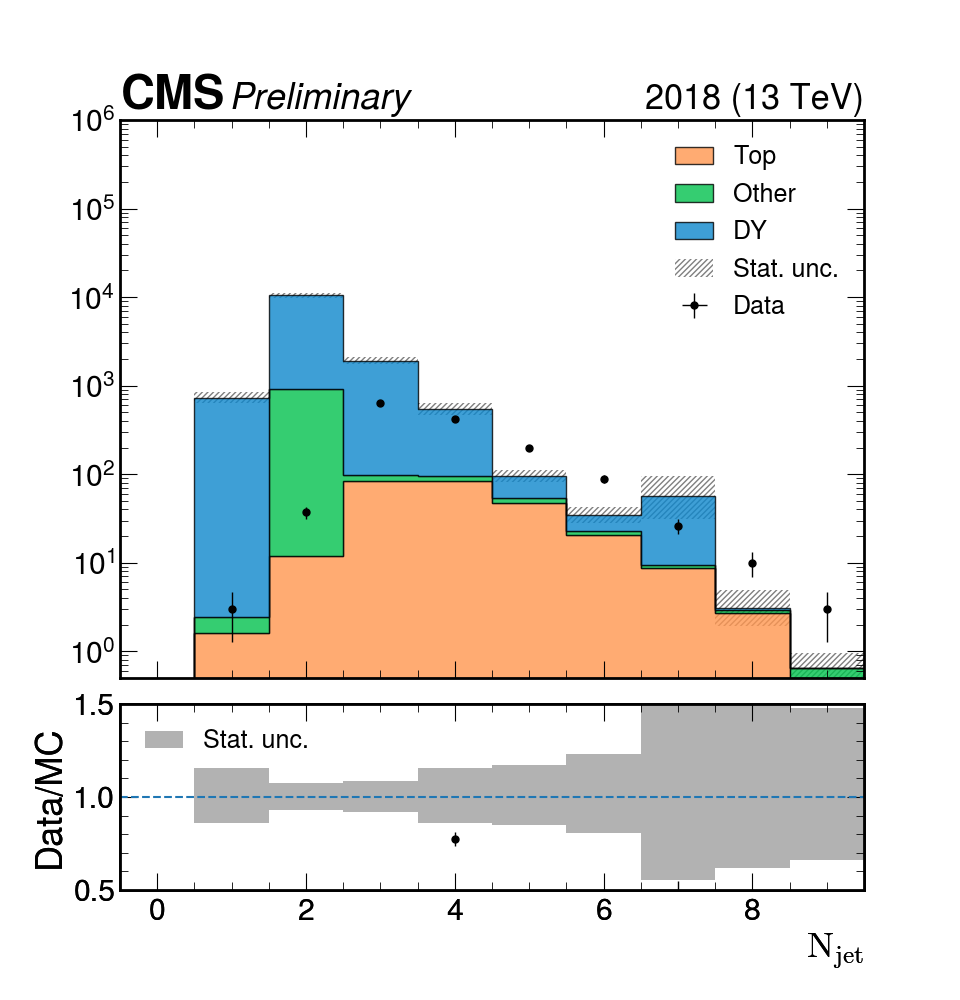 CMS Preliminary 2018 (13 TeV)
10^6
10^5
10^4
10^3
10^2
10^1
10^0
Top
Other
DY
Stat. unc.
Data
1.5
1.0
0.5
Data/MC
Stat. unc.
0 2 4 6 8
N_jet